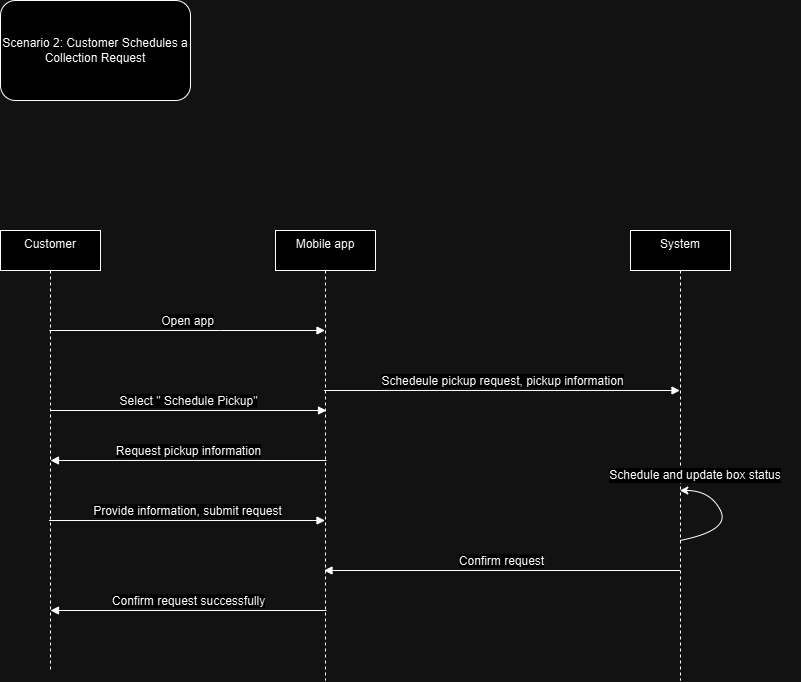 Scenario 2: Customer Schedules a
Collection Request
Customer
Mobile app
System
Open app
Schedeule pickup request, pickup information
Select " Schedule Pickup"
Request pickup information
Schedule and update box status
Provide information, submit request
Confirm request
Confirm request successfully